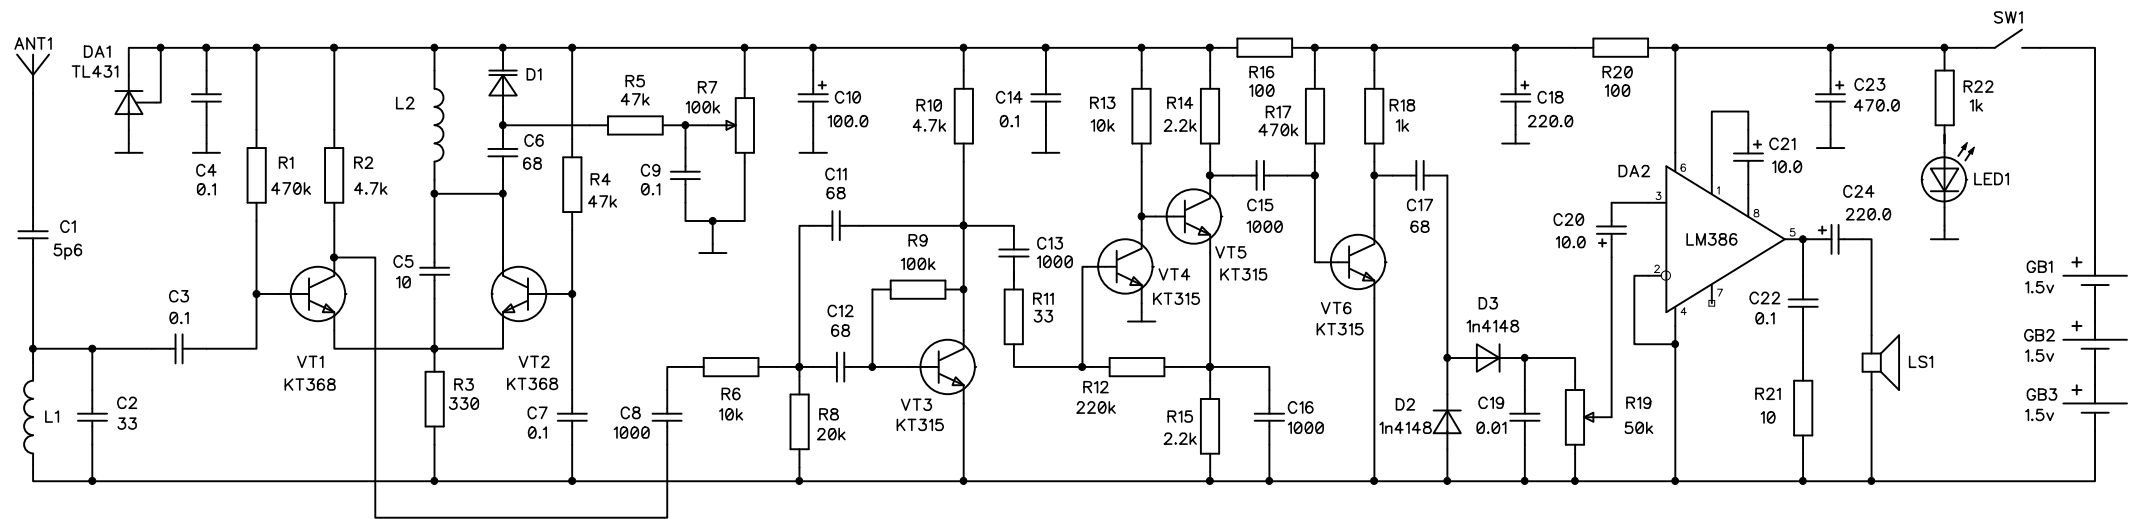 ANT1
DA1
TL431
C4
0.1
R1
470k
R2
4.7k
L2
D1
C6
68
R5
47k
R7
100k
C9
0.1
R4
47k
C10
100.0
+
R10
4.7k
C14
0.1
R13
10k
R14
2.2k
R16
100
R17
470k
R18
1k
C18
220.0
+
R20
100
SW1
C23
470.0
+
R22
1k
LED1
C1
5p6
C3
0.1
VT1
KT368
C5
10
VT2
KT368
L1
C2
33
R3
330
C7
0.1
C8
1000
R6
10k
C11
68
R9
100k
C12
68
R8
20k
VT3
KT315
C13
1000
R11
33
VT4
KT315
VT5
KT315
R12
220k
R15
2.2k
C16
1000
C15
1000
VT6
KT315
C17
68
D3
1n4148
D2
1n4148
C19
0.01
R19
50k
C20
10.0
+
DA2
LM386
6
3
1
8
5
2
7
4
C21
10.0
+
C24
220.0
+
C22
0.1
R21
10
LS1
GB1
1.5v
+
GB2
1.5v
+
GB3
1.5v
+